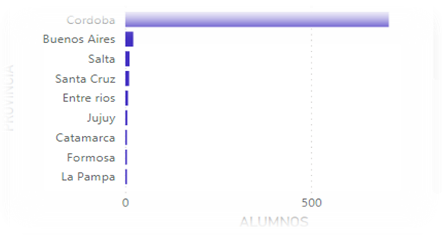 Cordoba
Buenos Aires
Salta
Santa Cruz
Entre rios
Jujuy
Catamarca
Formosa
La Pampa
PROVINCIA
0 500
ALUMNOS